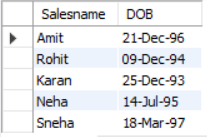 Salesname DOB
Amit 21-Dec-96
Rohit 09-Dec-94
Karan 25-Dec-93
Neha 14-Jul-95
Sneha 18-Mar-97